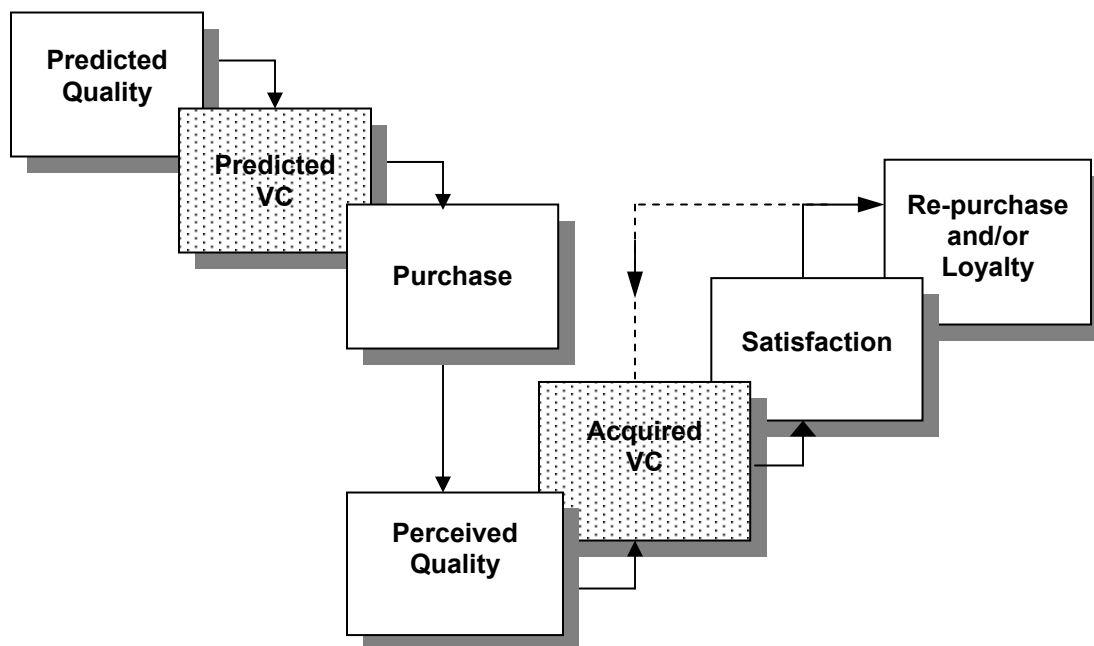 Predicted
Quality
Predicted
VC
Purchase
Re-purchase
and/or
Loyalty
Satisfaction
Acquired
VC
Perceived
Quality